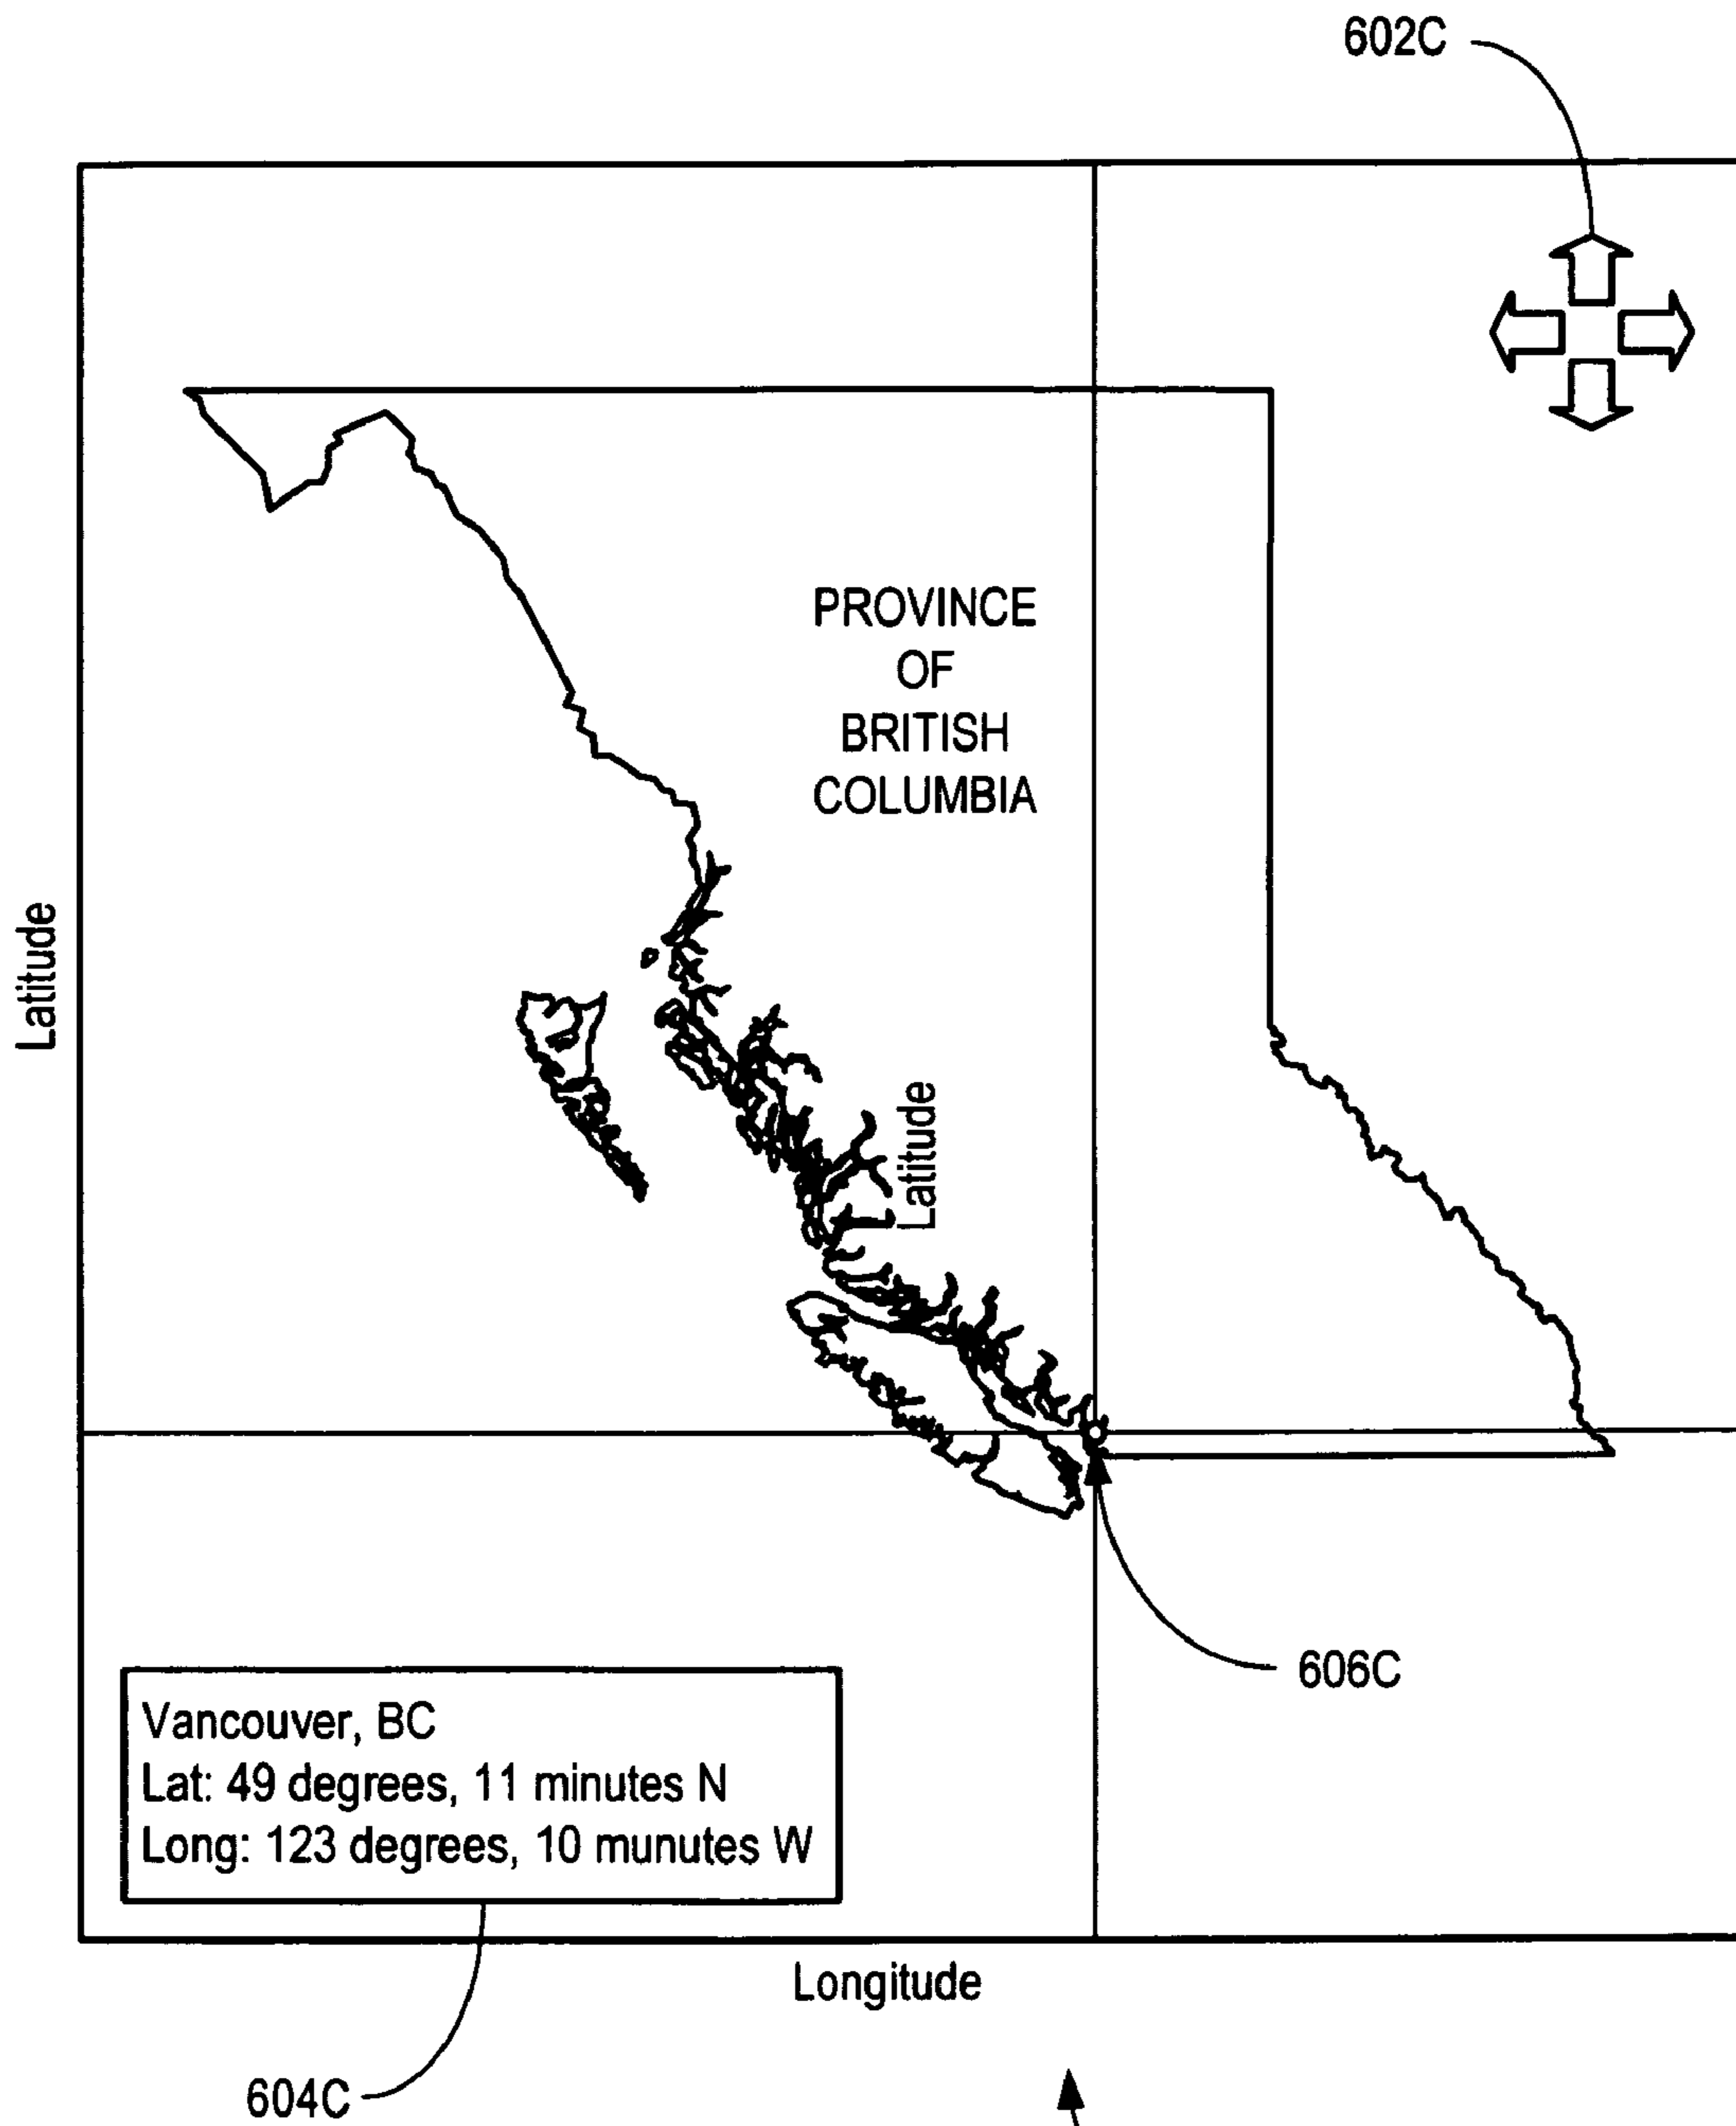 602C
PROVINCE
OF
BRITISH
COLUMBIA
Latitude
Latitude
606C
Vancouver, BC
Lat: 49 degrees, 11 minutes N
Long: 123 degrees, 10 munutes W
Longitude
604C